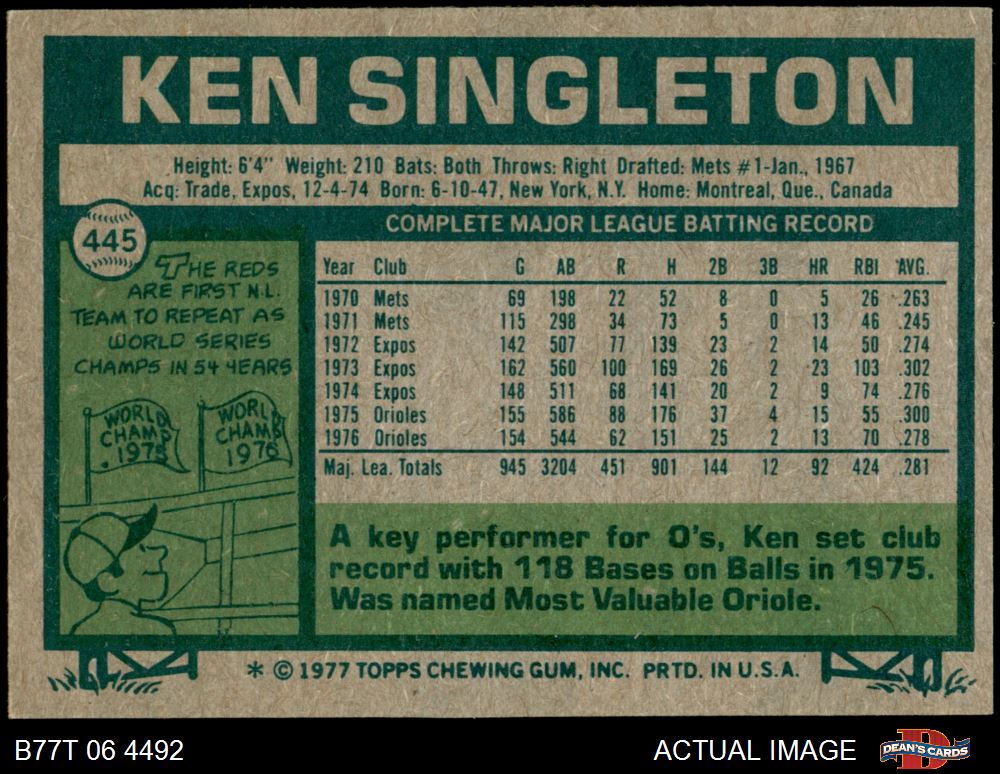 KEN SINGLETON
Height: 6'4" Weight: 210 Bats: Both Throws: Right Drafted: Mets #1-Jan., 1967
Acq: Trade, Expos, 12-4-74 Born: 6-10-47, New York, N.Y. Home: Montreal, Que., Canada
445
THE REDS
ARE FIRST N.L.
TEAM TO REPEAT AS
WORLD SERIES
CHAMPS IN 54 YEARS
WORLD
CHAMP
1975
WORLD
CHAMPS
1976
COMPLETE MAJOR LEAGUE BATTING RECORD
Year Club G AB R H 2B 3B HR RBI AVG.
1970 Mets 69 198 22 52 8 0 5 26 .263
1971 Mets 115 298 34 73 5 0 13 46 .245
1972 Expos 142 507 77 139 23 2 14 50 .274
1973 Expos 162 560 100 169 26 2 23 103 .302
1974 Expos 148 511 68 141 20 2 9 74 .276
1975 Orioles 155 586 88 176 37 4 15 55 .300
1976 Orioles 154 544 62 151 25 2 13 70 .278
Maj. Lea. Totals 945 3204 451 901 144 12 92 424 .281
A key performer for O's, Ken set club
record with 118 Bases on Balls in 1975.
Was named Most Valuable Oriole.
* © 1977 TOPPS CHEWING GUM, INC. PRTD. IN U.S.A.
B77T 06 4492
ACTUAL IMAGE
DEAN'S CARDS